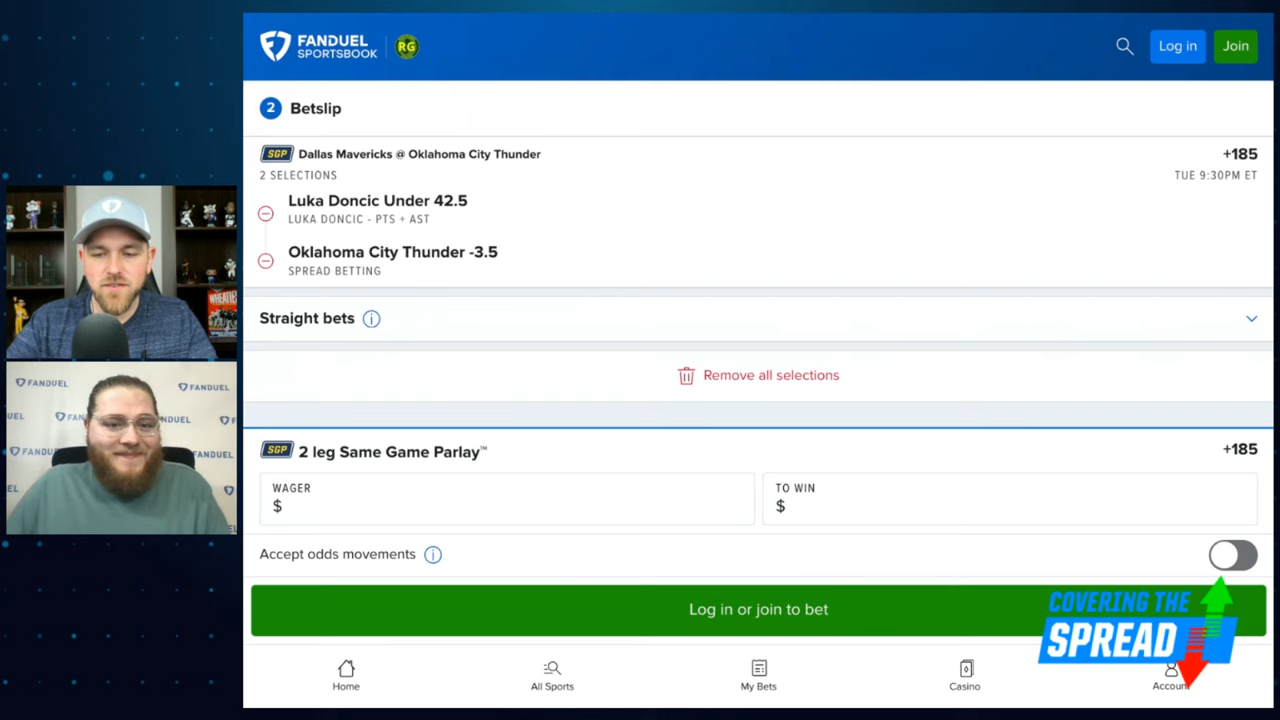 FANDUEL
SPORTSBOOK
RG
Log in
Join
2 Betslip
SGP Dallas Mavericks @ Oklahoma City Thunder
+185
2 SELECTIONS
TUE 9:30PM ET
Luka Doncic Under 42.5
LUKA DONCIC - PTS + AST
Oklahoma City Thunder -3.5
SPREAD BETTING
Straight bets
Remove all selections
SGP 2 leg Same Game Parlay™
+185
WAGER
$
TO WIN
$
Accept odds movements
Log in or join to bet
COVERING THE
SPREAD
Home
All Sports
My Bets
Casino
Account
WHEATIES
FANDUEL
FANDUEL
FANDUEL